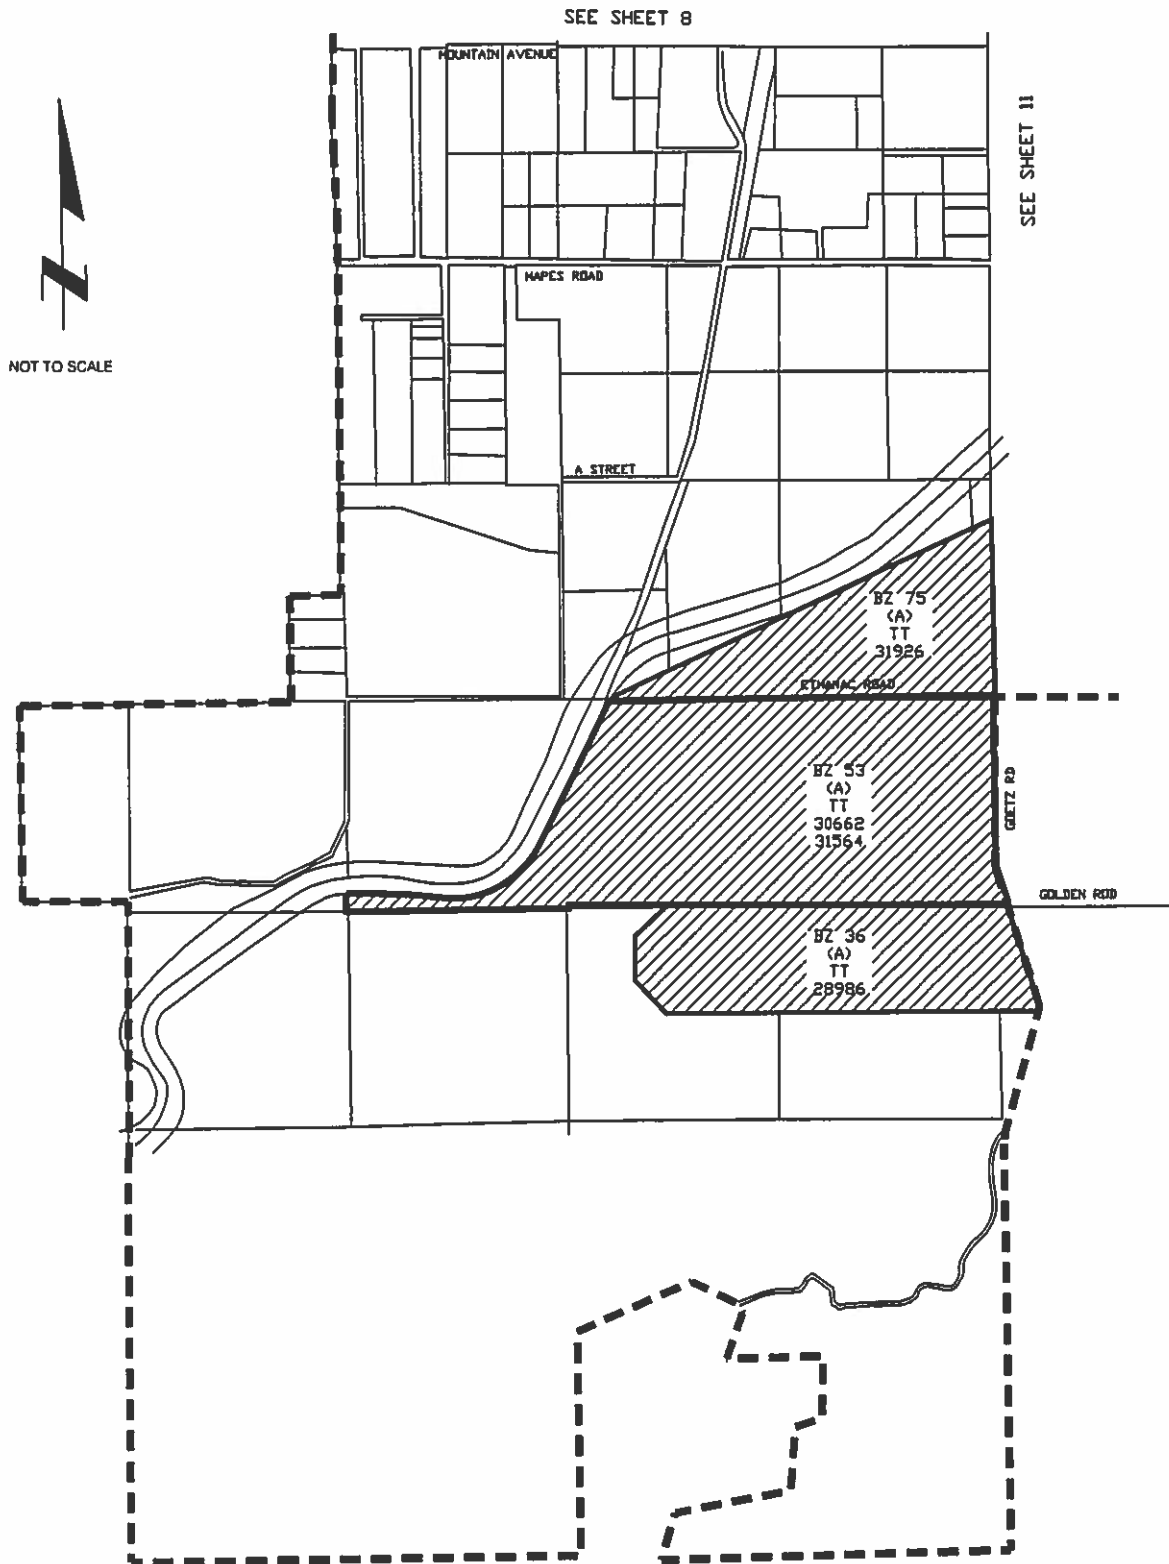 SEE SHEET 8
MOUNTAIN AVENUE
SEE SHEET 11
MAPES ROAD
NOT TO SCALE
A STREET
BZ 75
(A)
TT
31926
ETHANAC ROAD
BZ 53
(A)
TT
30662
31564
GOETZ RD
GOLDEN ROD
BZ 36
(A)
TT
28986